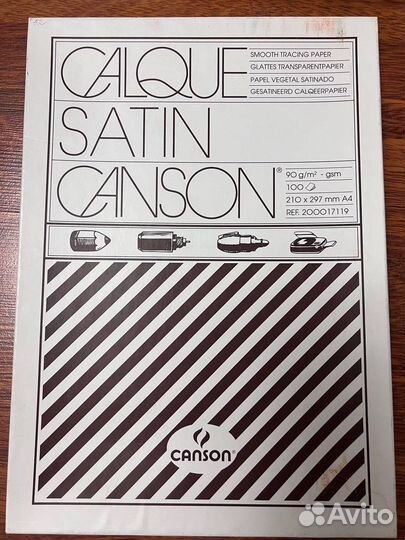 CALQUE
SATIN
CANSON®
SMOOTH TRACING PAPER
GLATTES TRANSPARENTPAPIER
PAPEL VEGETAL SATINADO
GESATINEERD CALQEERPAPIER
90 g/m² - gsm
100
210 x 297 mm A4
REF. 200017119
CANSON®
Avito